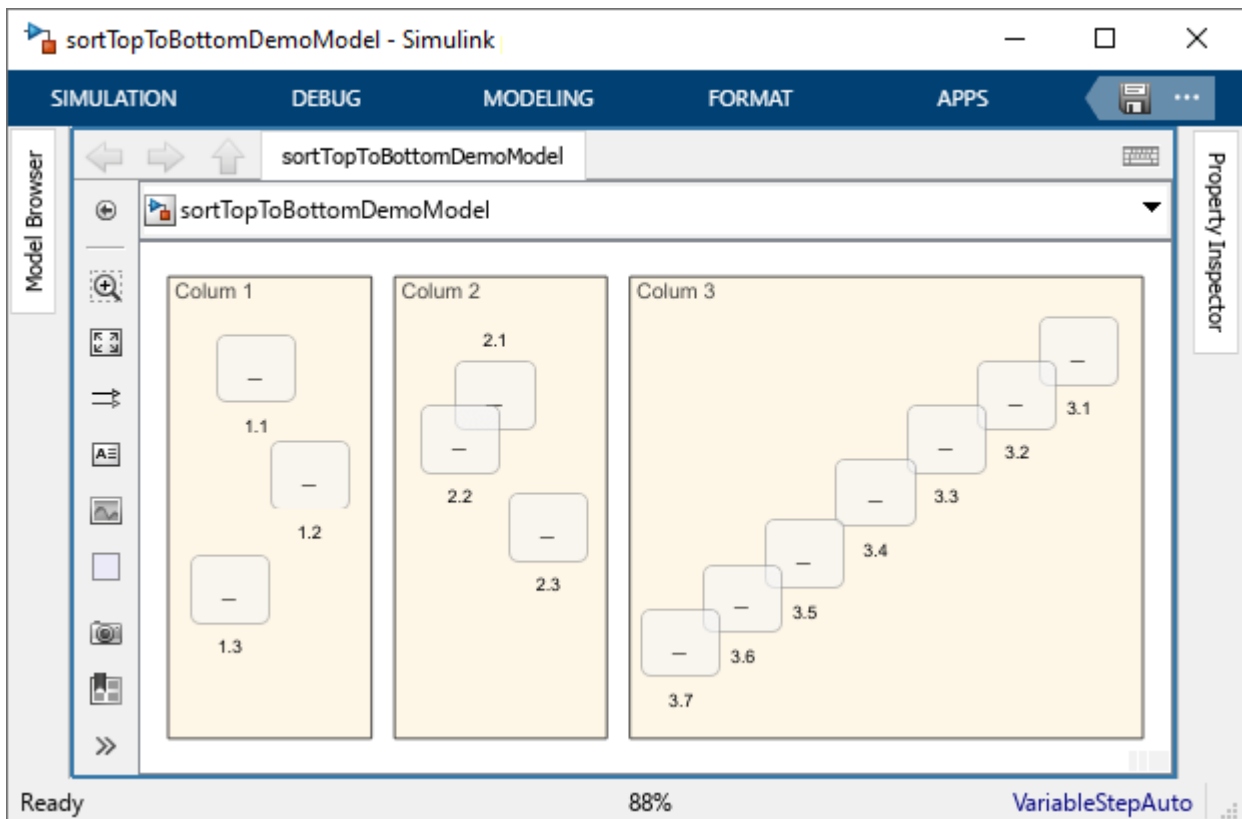 sortTopToBottomDemoModel - Simulink
SIMULATION DEBUG MODELING FORMAT APPS
Model Browser
sortTopToBottomDemoModel
Property Inspector
sortTopToBottomDemoModel
Colum 1
1.1
1.2
1.3
Colum 2
2.1
2.2
2.3
Colum 3
3.1
3.2
3.3
3.4
3.5
3.6
3.7
Ready 88% VariableStepAuto